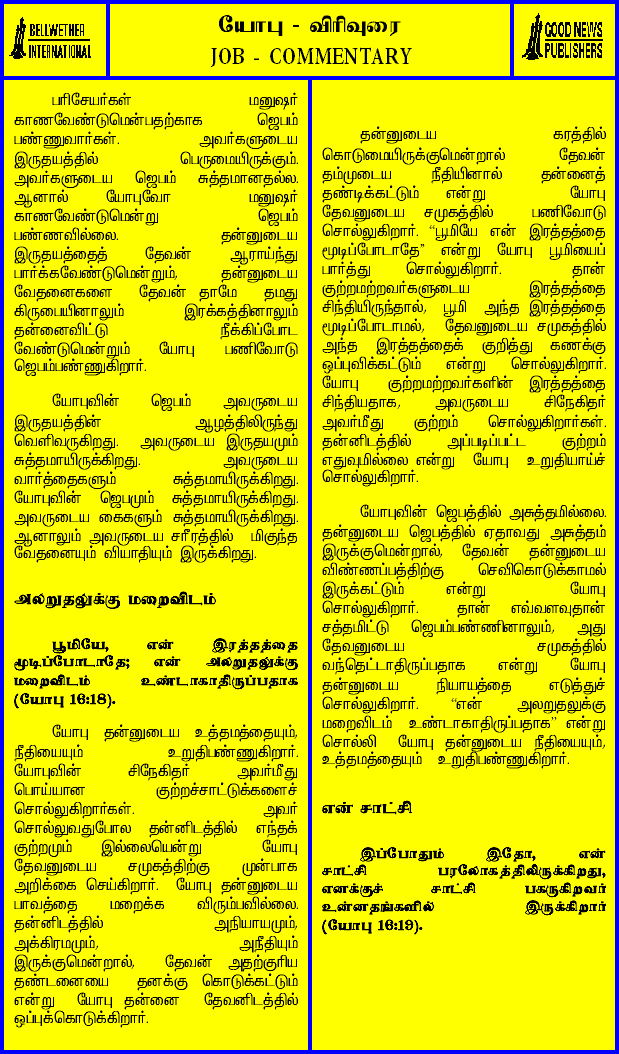 BELLWETHER
INTERNATIONAL
யோபு - விரிவுரை
JOB - COMMENTARY
GOOD NEWS
PUBLISHERS
பரிசேயர்கள் மனுஷர்
காணவேண்டுமென்பதற்காக ஜெபம்
பண்ணுவார்கள். அவர்களுடைய
இருதயத்தில் பெருமையிருக்கும்.
அவர்களுடைய ஜெபம் சுத்தமானதல்ல.
ஆனால் யோபுவோ மனுஷர்
காணவேண்டுமென்று ஜெபம்
பண்ணவில்லை. தன்னுடைய
இருதயத்தைத் தேவன் ஆராய்ந்து
பார்க்கவேண்டுமென்றும், தன்னுடைய
வேதனைகளை தேவன் தாமே தமது
கிருபையினாலும் இரக்கத்தினாலும்
தன்னைவிட்டு நீக்கிப்போட
வேண்டுமென்றும் யோபு பணிவோடு
ஜெபம்பண்ணுகிறார்.
யோபுவின் ஜெபம் அவருடைய
இருதயத்தின் ஆழத்திலிருந்து
வெளிவருகிறது. அவருடைய இருதயமும்
சுத்தமாயிருக்கிறது. அவருடைய
வார்த்தைகளும் சுத்தமாயிருக்கிறது.
யோபுவின் ஜெபமும் சுத்தமாயிருக்கிறது.
அவருடைய கைகளும் சுத்தமாயிருக்கிறது.
ஆனாலும் அவருடைய சரீரத்தில் மிகுந்த
வேதனையும் வியாதியும் இருக்கிறது.
அலறுதலுக்கு மறைவிடம்
பூமியே, என் இரத்தத்தை
மூடிப்போடாதே; என் அலறுதலுக்கு
மறைவிடம் உண்டாகாதிருப்பதாக
(யோபு 16:18).
யோபு தன்னுடைய உத்தமத்தையும்,
நீதியையும் உறுதிபண்ணுகிறார்.
யோபுவின் சிநேகிதர் அவர்மீது
பொய்யான குற்றச்சாட்டுக்களைச்
சொல்லுகிறார்கள். அவர்
சொல்லுவதுபோல தன்னிடத்தில் எந்தக்
குற்றமும் இல்லையென்று யோபு
தேவனுடைய சமுகத்திற்கு முன்பாக
அறிக்கை செய்கிறார். யோபு தன்னுடைய
பாவத்தை மறைக்க விரும்பவில்லை.
தன்னிடத்தில் அநியாயமும்,
அக்கிரமமும், அநீதியும்
இருக்குமென்றால், தேவன் அதற்குரிய
தண்டனையை தனக்கு கொடுக்கட்டும்
என்று யோபு தன்னை தேவனிடத்தில்
ஒப்புக்கொடுக்கிறார்.
தன்னுடைய கரத்தில்
கொடுமையிருக்குமென்றால் தேவன்
தம்முடைய நீதியினால் தன்னைத்
தண்டிக்கட்டும் என்று யோபு
தேவனுடைய சமுகத்தில் பணிவோடு
சொல்லுகிறார். “பூமியே என் இரத்தத்தை
மூடிப்போடாதே” என்று யோபு பூமியைப்
பார்த்து சொல்லுகிறார். தான்
குற்றமற்றவர்களுடைய இரத்தத்தை
சிந்தியிருந்தால், பூமி அந்த இரத்தத்தை
மூடிப்போடாமல், தேவனுடைய சமுகத்தில்
அந்த இரத்தத்தைக் குறித்து கணக்கு
ஒப்புவிக்கட்டும் என்று சொல்லுகிறார்.
யோபு குற்றமற்றவர்களின் இரத்தத்தை
சிந்தியதாக, அவருடைய சிநேகிதர்
அவர்மீது குற்றம் சொல்லுகிறார்கள்.
தன்னிடத்தில் அப்படிப்பட்ட குற்றம்
எதுவுமில்லை என்று யோபு உறுதியாய்ச்
சொல்லுகிறார்.
யோபுவின் ஜெபத்தில் அசுத்தமில்லை.
தன்னுடைய ஜெபத்தில் ஏதாவது அசுத்தம்
இருக்குமென்றால், தேவன் தன்னுடைய
விண்ணப்பத்திற்கு செவிகொடுக்காமல்
இருக்கட்டும் என்று யோபு
சொல்லுகிறார். தான் எவ்வளவுதான்
சத்தமிட்டு ஜெபம்பண்ணினாலும், அது
தேவனுடைய சமுகத்தில்
வந்தெட்டாதிருப்பதாக என்று யோபு
தன்னுடைய நியாயத்தை எடுத்துச்
சொல்லுகிறார். “என் அலறுதலுக்கு
மறைவிடம் உண்டாகாதிருப்பதாக” என்று
சொல்லி யோபு தன்னுடைய நீதியையும்,
உத்தமத்தையும் உறுதிபண்ணுகிறார்.
என் சாட்சி
இப்போதும் இதோ, என்
சாட்சி பரலோகத்திலிருக்கிறது,
எனக்குச் சாட்சி பகருகிறவர்
உன்னதங்களில் இருக்கிறார்
(யோபு 16:19).